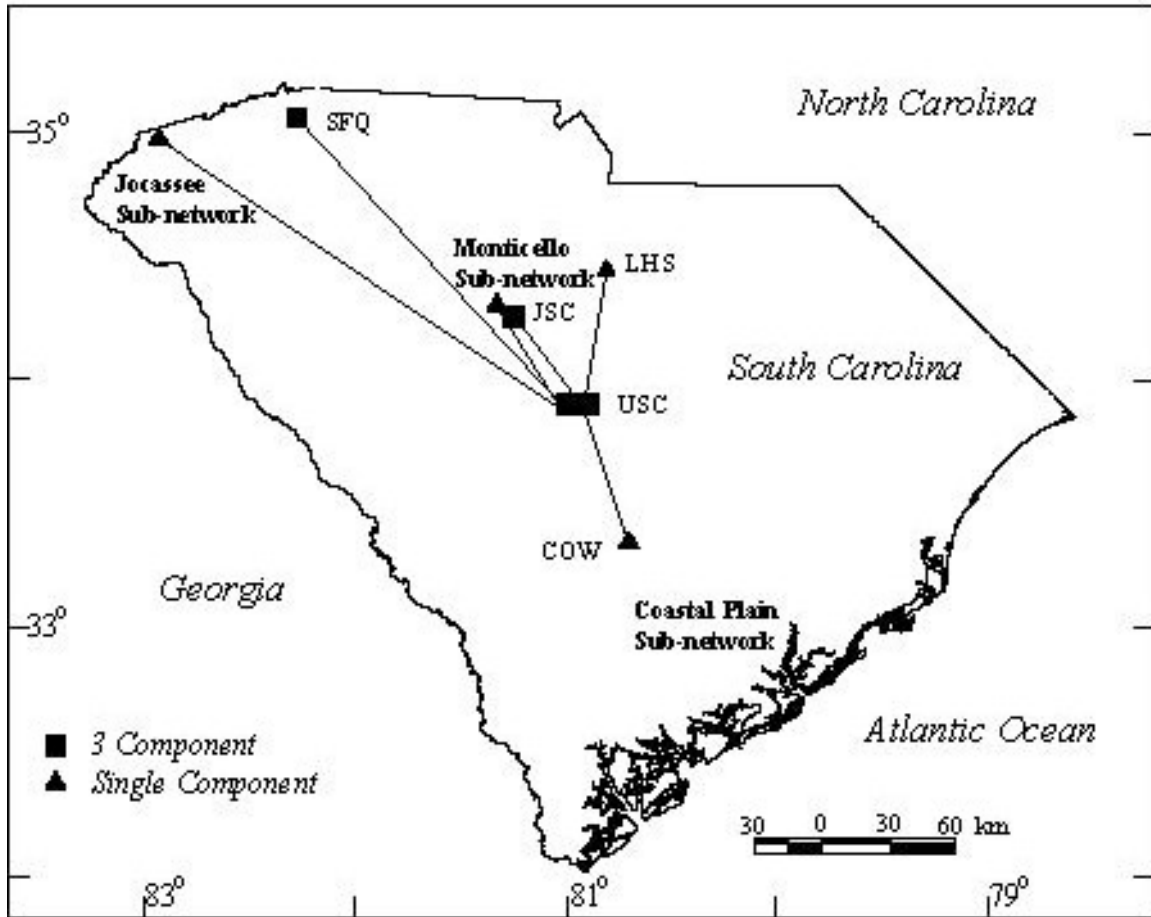 North Carolina
35°
SFQ
Jocassee
Sub-network
Monticello
Sub-network
LHS
JSC
South Carolina
USC
COW
Georgia
Coastal Plain
Sub-network
33°
Atlantic Ocean
3 Component
Single Component
30 0 30 60 km
83° 81° 79°